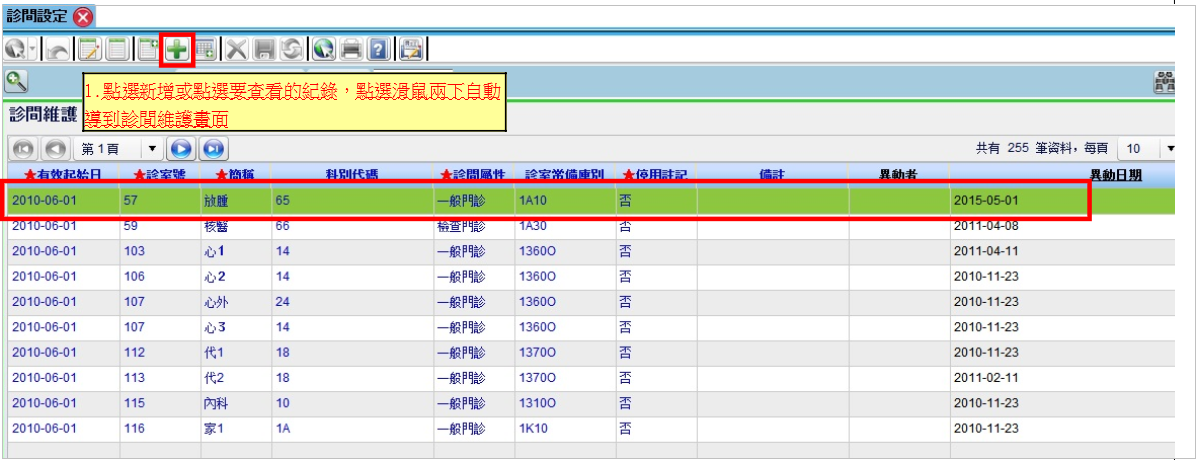 診間設定
1.點選新增或點選要查看的紀錄，點選滑鼠兩下自動
導到診間維護畫面
診間維護
第 1 頁 共有 255 筆資料，每頁 10
★有效起始日 ★診室號 ★簡稱 科別代碼 ★診間屬性 診室常備庫別 ★停用註記 備註 異動者 異動日期
2010-06-01 57 放腫 65 一般門診 1A10 否 2015-05-01
2010-06-01 59 核醫 66 檢查門診 1A30 否 2011-04-08
2010-06-01 103 心1 14 一般門診 1360O 否 2011-04-11
2010-06-01 106 心2 14 一般門診 1360O 否 2010-11-23
2010-06-01 107 心外 24 一般門診 1360O 否 2010-11-23
2010-06-01 107 心3 14 一般門診 1360O 否 2010-11-23
2010-06-01 112 代1 18 一般門診 1370O 否 2010-11-23
2010-06-01 113 代2 18 一般門診 1370O 否 2011-02-11
2010-06-01 115 內科 10 一般門診 1310O 否 2010-11-23
2010-06-01 116 家1 1A 一般門診 1K10 否 2010-11-23